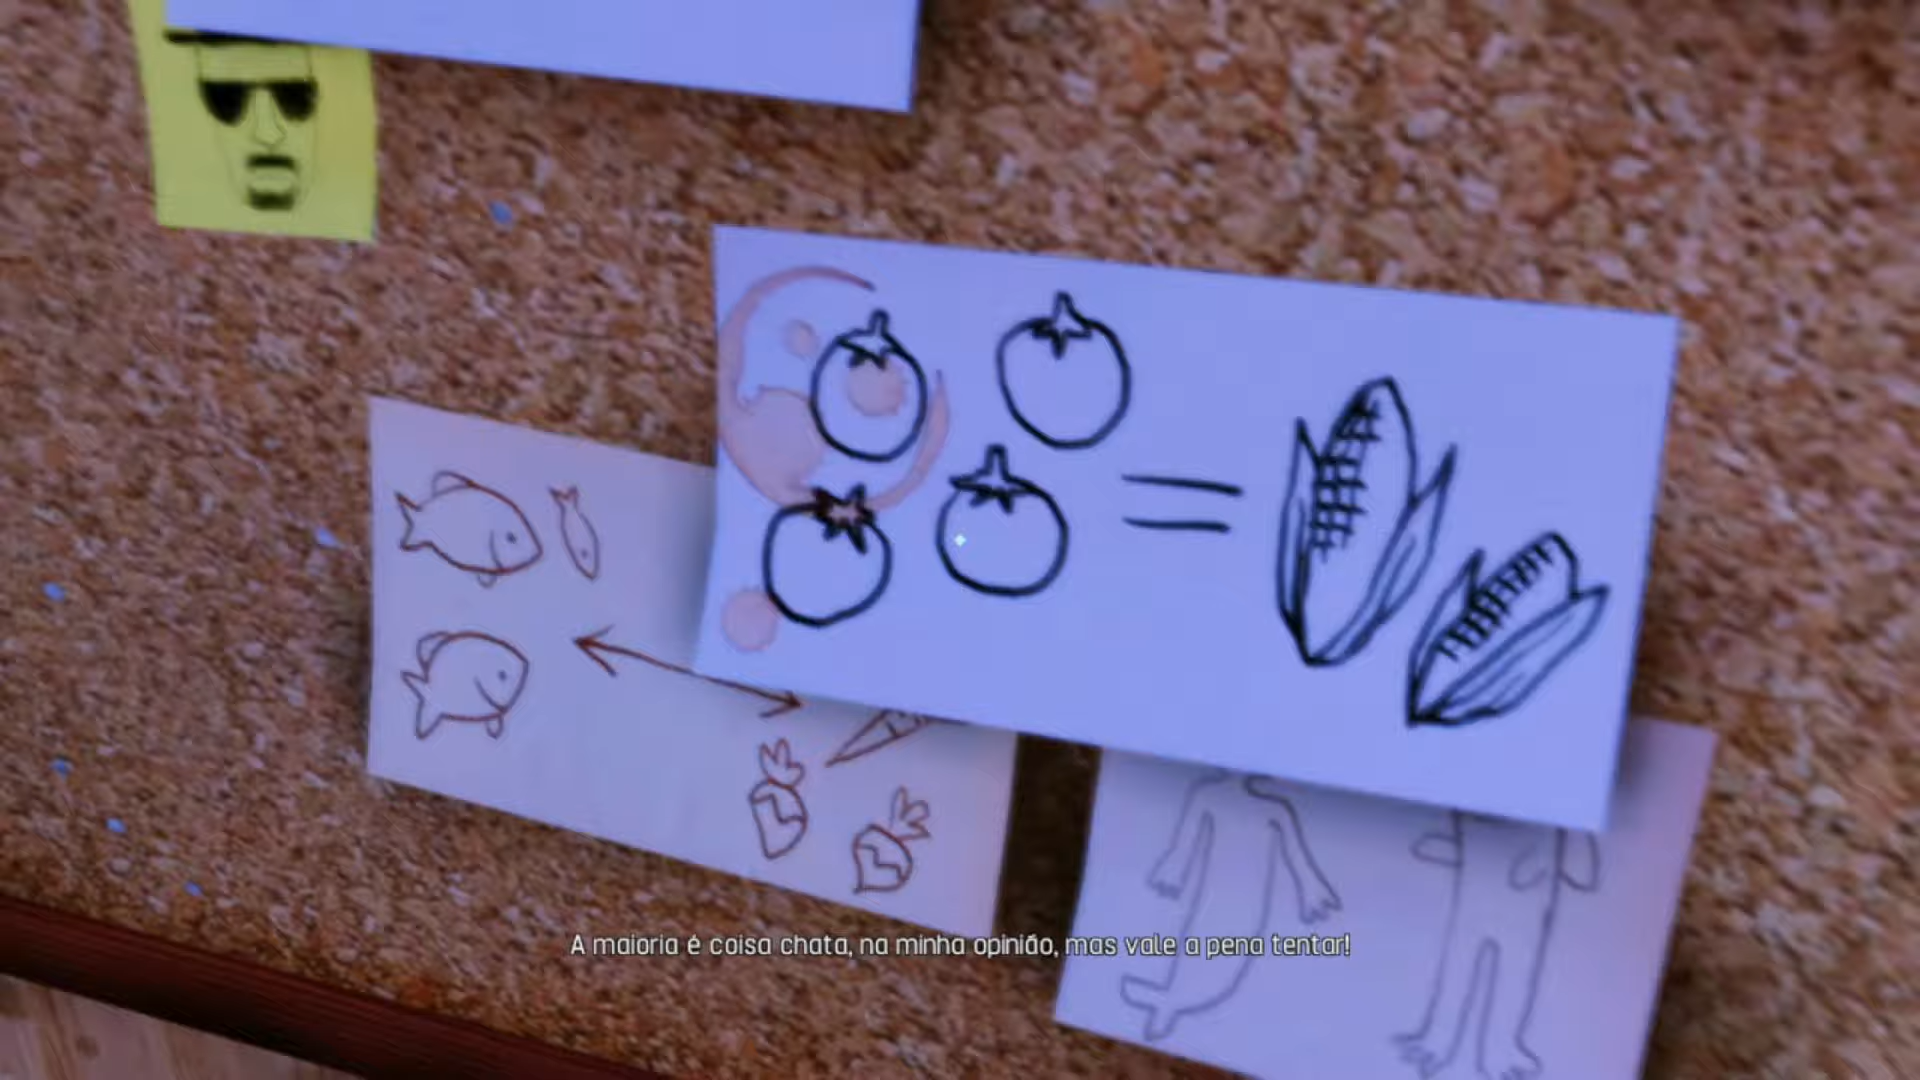 A maioria é coisa chata, na minha opinião, mas vale a pena tentar!